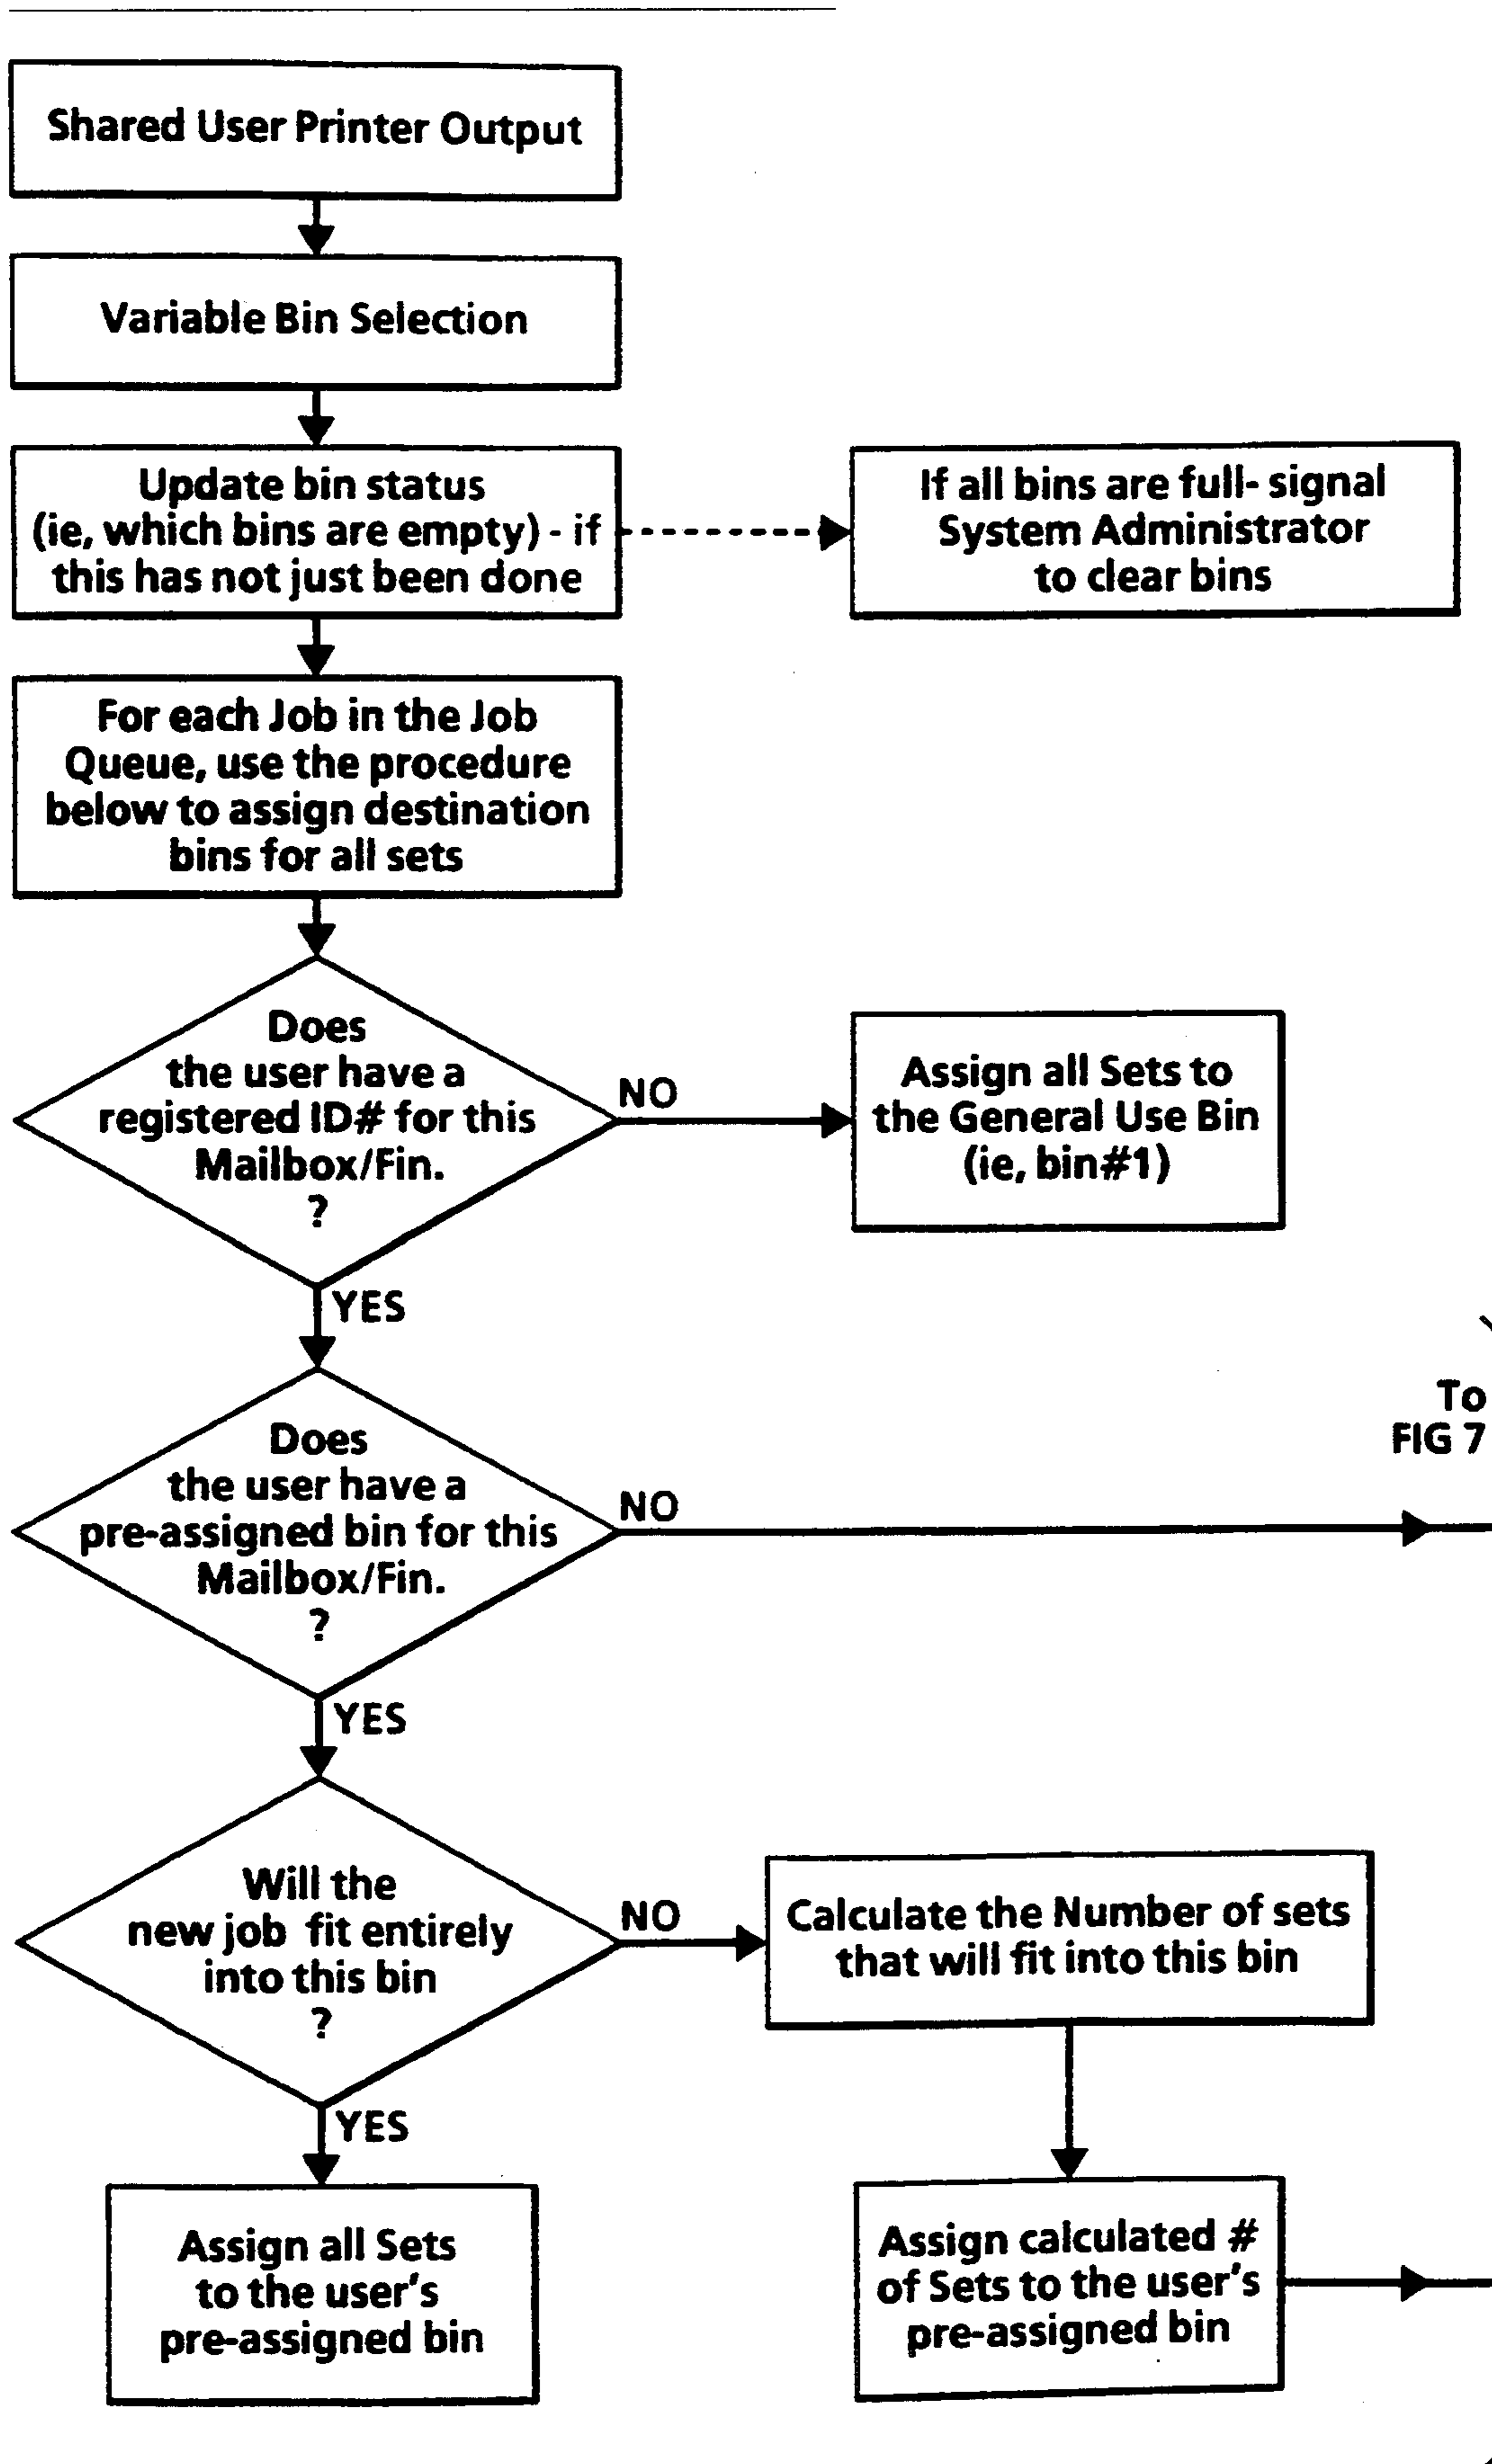 Shared User Printer Output
Variable Bin Selection
Update bin status
(ie, which bins are empty) - if
this has not just been done
If all bins are full- signal
System Administrator
to clear bins
For each Job in the Job
Queue, use the procedure
below to assign destination
bins for all sets
Does
the user have a
registered ID# for this
Mailbox/Fin.
?
NO
Assign all Sets to
the General Use Bin
(ie, bin#1)
YES
To
FIG 7
Does
the user have a
pre-assigned bin for this
Mailbox/Fin.
?
NO
YES
Will the
new job fit entirely
into this bin
?
NO
Calculate the Number of sets
that will fit into this bin
YES
Assign all Sets
to the user's
pre-assigned bin
Assign calculated #
of Sets to the user's
pre-assigned bin